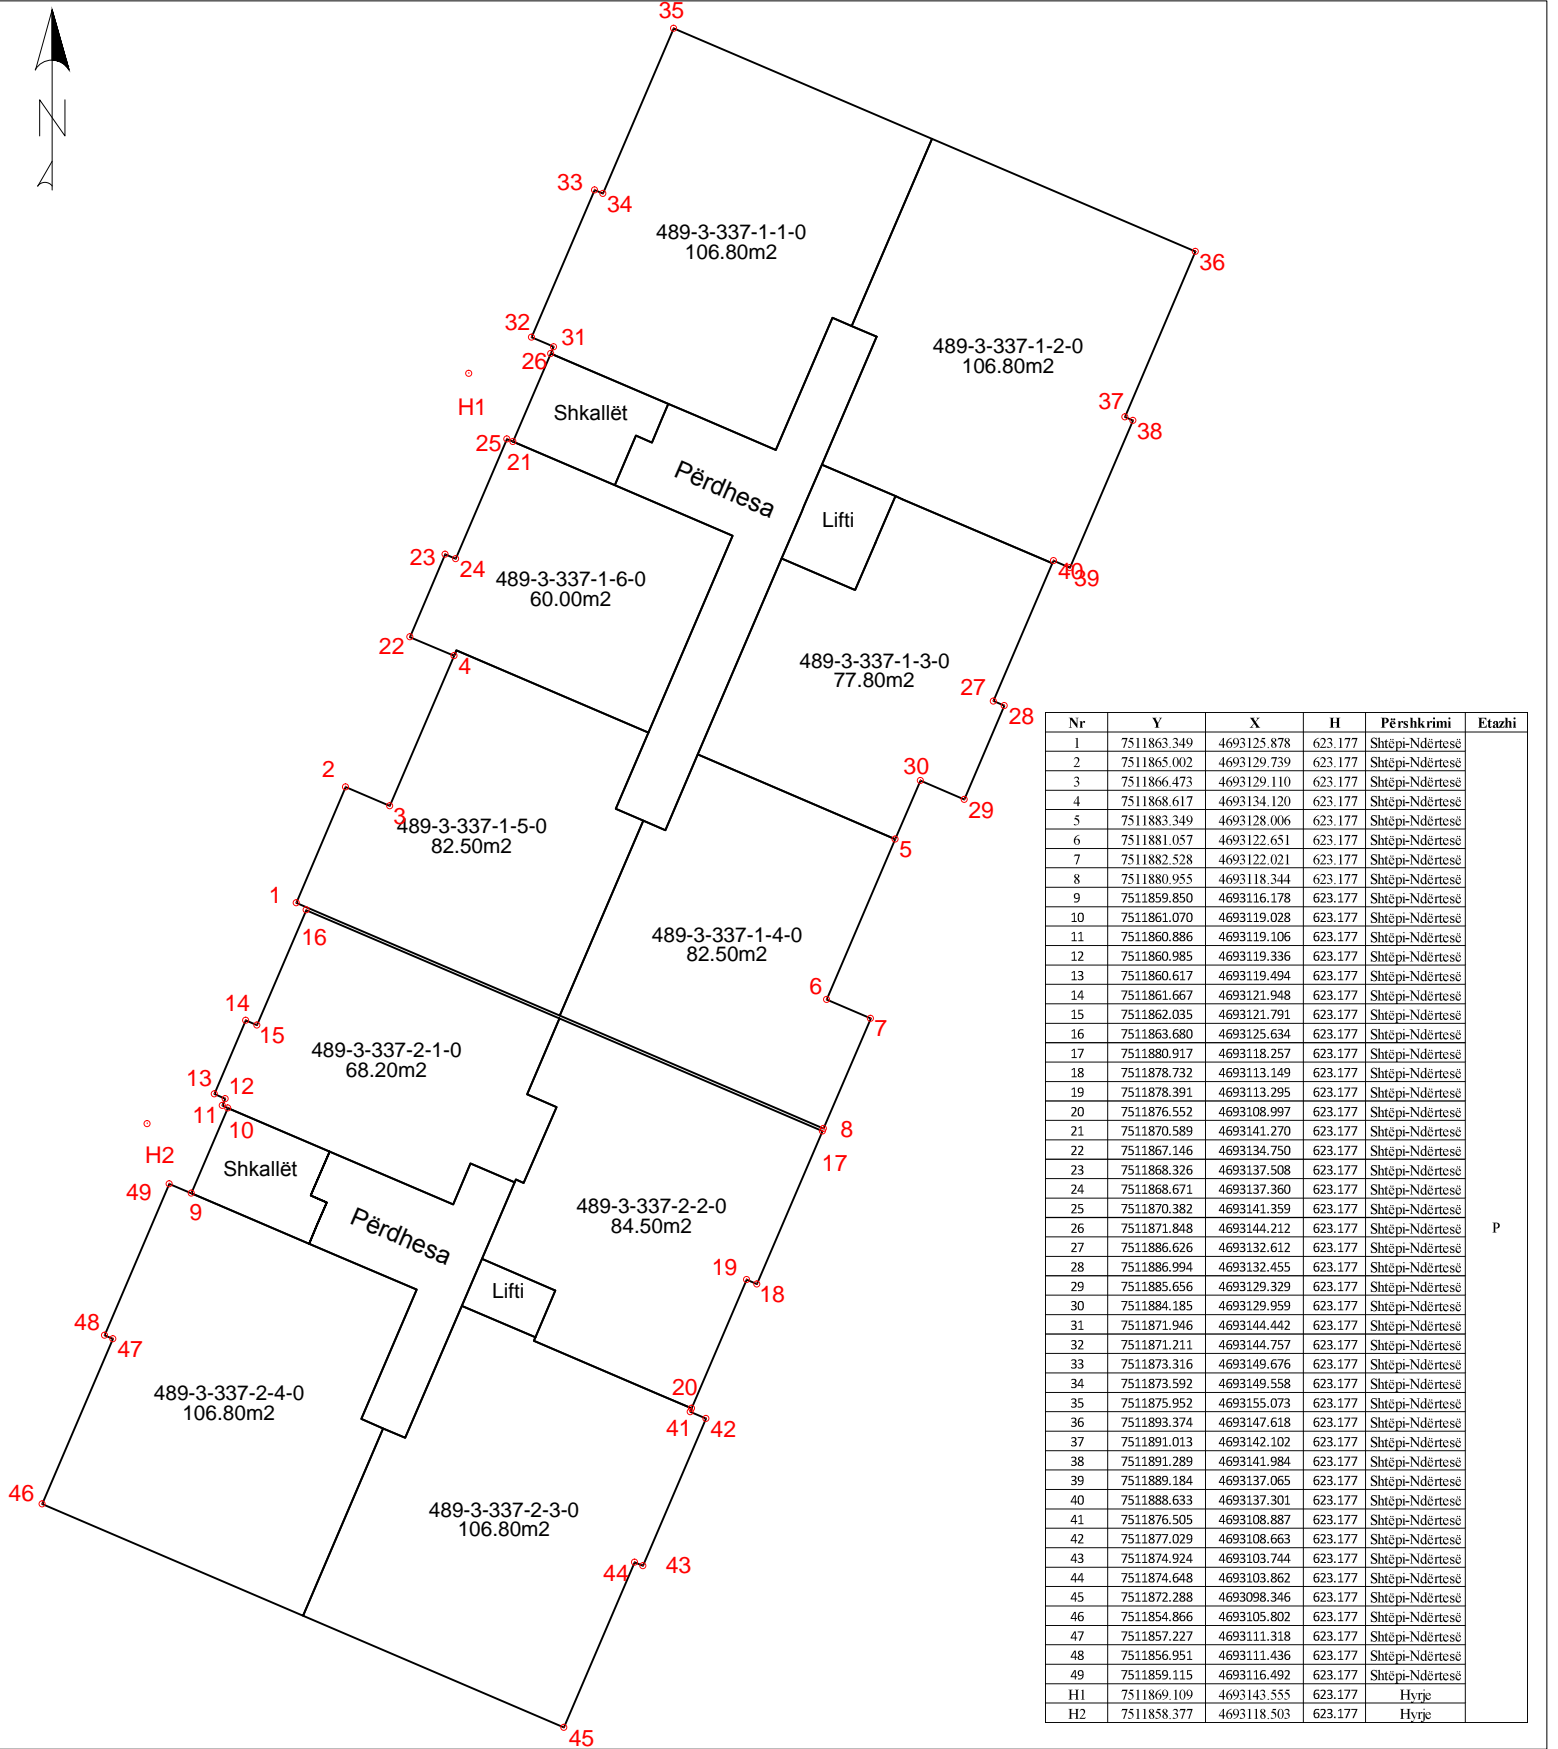 35
N
33
34
489-3-337-1-1-0
106.80m2
36
32
31
26
489-3-337-1-2-0
106.80m2
H1
Shkallët
37
38
25
21
Përdhesa
Lifti
23
24
40
39
489-3-337-1-6-0
60.00m2
22
4
489-3-337-1-3-0
77.80m2
27
28
2
30
29
3
489-3-337-1-5-0
82.50m2
5
1
16
489-3-337-1-4-0
82.50m2
6
7
14
15
489-3-337-2-1-0
68.20m2
13
12
11
10
8
17
H2
Shkallët
49
9
Përdhesa
489-3-337-2-2-0
84.50m2
19
18
Lifti
48
47
489-3-337-2-4-0
106.80m2
20
41
42
46
489-3-337-2-3-0
106.80m2
44
43
45
Nr Y X H Përshkrimi Etazhi
1 7511863.349 4693125.878 623.177 Shtëpi-Ndërtesë
2 7511865.002 4693129.739 623.177 Shtëpi-Ndërtesë
3 7511866.473 4693129.110 623.177 Shtëpi-Ndërtesë
4 7511868.617 4693134.120 623.177 Shtëpi-Ndërtesë
5 7511883.349 4693128.006 623.177 Shtëpi-Ndërtesë
6 7511881.057 4693122.651 623.177 Shtëpi-Ndërtesë
7 7511882.528 4693122.021 623.177 Shtëpi-Ndërtesë
8 7511880.955 4693118.344 623.177 Shtëpi-Ndërtesë
9 7511859.850 4693116.178 623.177 Shtëpi-Ndërtesë
10 7511861.070 4693119.028 623.177 Shtëpi-Ndërtesë
11 7511860.886 4693119.106 623.177 Shtëpi-Ndërtesë
12 7511860.985 4693119.336 623.177 Shtëpi-Ndërtesë
13 7511860.617 4693119.494 623.177 Shtëpi-Ndërtesë
14 7511861.667 4693121.948 623.177 Shtëpi-Ndërtesë
15 7511862.035 4693121.791 623.177 Shtëpi-Ndërtesë
16 7511863.680 4693125.634 623.177 Shtëpi-Ndërtesë
17 7511880.917 4693118.257 623.177 Shtëpi-Ndërtesë
18 7511878.732 4693113.149 623.177 Shtëpi-Ndërtesë
19 7511878.391 4693113.295 623.177 Shtëpi-Ndërtesë
20 7511876.552 4693108.997 623.177 Shtëpi-Ndërtesë
21 7511870.589 4693141.270 623.177 Shtëpi-Ndërtesë
22 7511867.146 4693134.750 623.177 Shtëpi-Ndërtesë
23 7511868.326 4693137.508 623.177 Shtëpi-Ndërtesë
24 7511868.671 4693137.360 623.177 Shtëpi-Ndërtesë
25 7511870.382 4693141.359 623.177 Shtëpi-Ndërtesë
26 7511871.848 4693144.212 623.177 Shtëpi-Ndërtesë P
27 7511886.626 4693132.612 623.177 Shtëpi-Ndërtesë
28 7511886.994 4693132.455 623.177 Shtëpi-Ndërtesë
29 7511885.656 4693129.329 623.177 Shtëpi-Ndërtesë
30 7511884.185 4693129.959 623.177 Shtëpi-Ndërtesë
31 7511871.946 4693144.442 623.177 Shtëpi-Ndërtesë
32 7511871.211 4693144.757 623.177 Shtëpi-Ndërtesë
33 7511873.316 4693149.676 623.177 Shtëpi-Ndërtesë
34 7511873.592 4693149.558 623.177 Shtëpi-Ndërtesë
35 7511875.952 4693155.073 623.177 Shtëpi-Ndërtesë
36 7511893.374 4693147.618 623.177 Shtëpi-Ndërtesë
37 7511891.013 4693142.102 623.177 Shtëpi-Ndërtesë
38 7511891.289 4693141.984 623.177 Shtëpi-Ndërtesë
39 7511889.184 4693137.065 623.177 Shtëpi-Ndërtesë
40 7511888.633 4693137.301 623.177 Shtëpi-Ndërtesë
41 7511876.505 4693108.887 623.177 Shtëpi-Ndërtesë
42 7511877.029 4693108.663 623.177 Shtëpi-Ndërtesë
43 7511874.924 4693103.744 623.177 Shtëpi-Ndërtesë
44 7511874.648 4693103.862 623.177 Shtëpi-Ndërtesë
45 7511872.288 4693098.346 623.177 Shtëpi-Ndërtesë
46 7511854.866 4693105.802 623.177 Shtëpi-Ndërtesë
47 7511857.227 4693111.318 623.177 Shtëpi-Ndërtesë
48 7511856.951 4693111.436 623.177 Shtëpi-Ndërtesë
49 7511859.115 4693116.492 623.177 Shtëpi-Ndërtesë
H1 7511869.109 4693143.555 623.177 Hyrje
H2 7511858.377 4693118.503 623.177 Hyrje